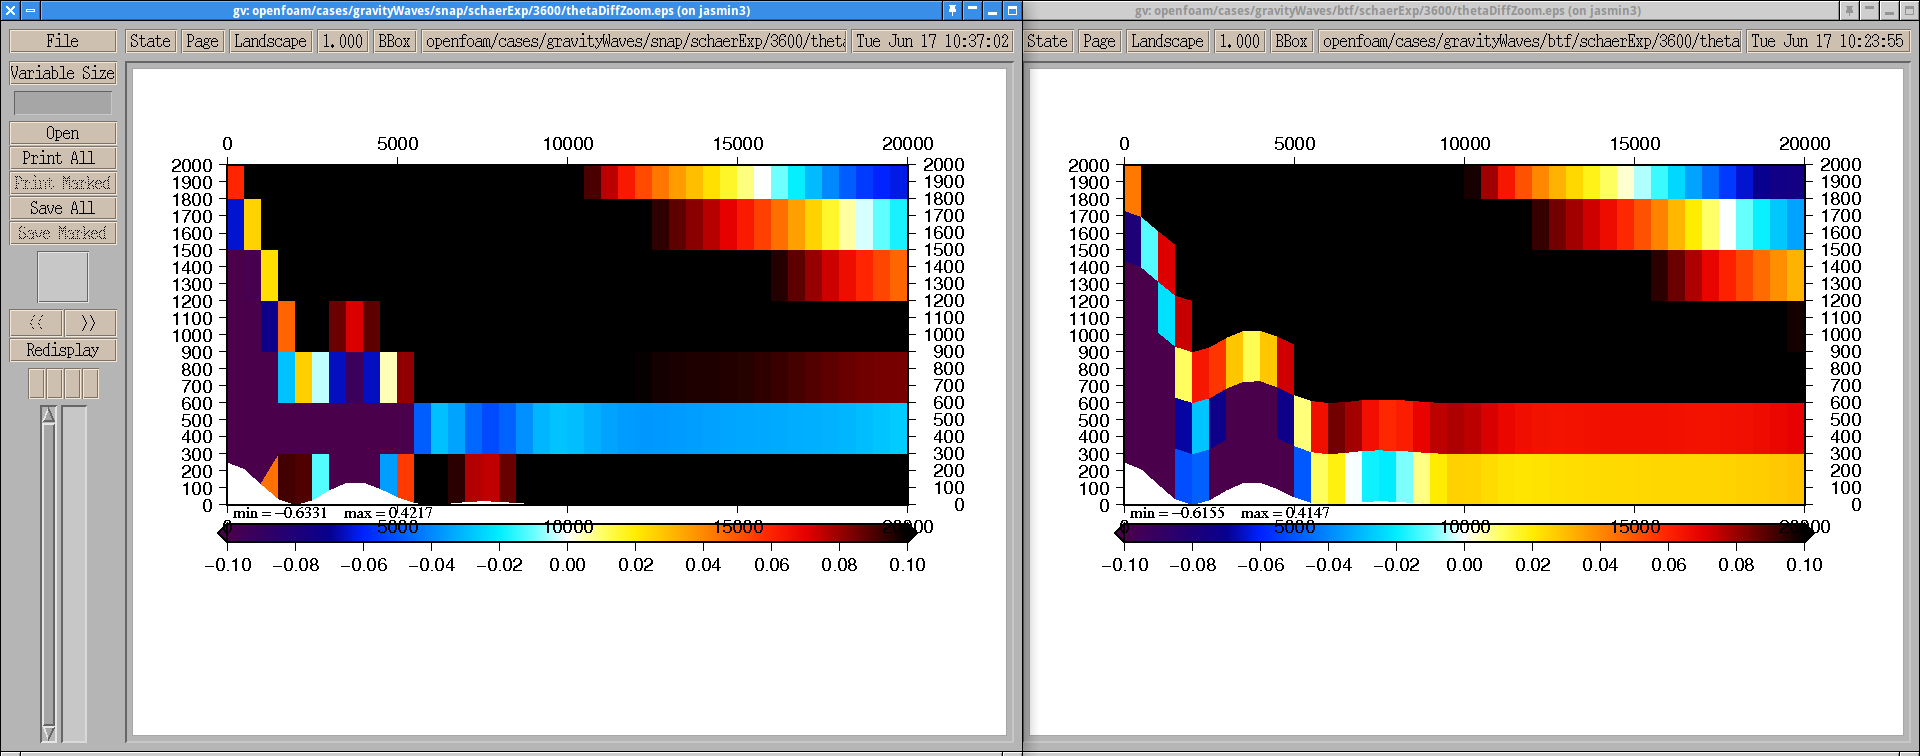 gv: openfoam/cases/gravityWaves/snap/schaerExp/3600/thetaDiffZoom.eps (on jasmin3)
File
State Page Landscape 1.000 BBox openfoam/cases/gravityWaves/snap/schaerExp/3600/theta Tue Jun 17 10:37:02
Variable Size
Open
Print All
Print Marked
Save All
Save Marked
<< >>
Redisplay
0 5000 10000 15000 20000
2000 2000
1900 1900
1800 1800
1700 1700
1600 1600
1500 1500
1400 1400
1300 1300
1200 1200
1100 1100
1000 1000
900 900
800 800
700 700
600 600
500 500
400 400
300 300
200 200
100 100
0 0
min = −0.6331 max = 0.4217
0 5000 10000 15000 20000
−0.10 −0.08 −0.06 −0.04 −0.02 0.00 0.02 0.04 0.06 0.08 0.10
gv: openfoam/cases/gravityWaves/btf/schaerExp/3600/thetaDiffZoom.eps (on jasmin3)
State Page Landscape 1.000 BBox openfoam/cases/gravityWaves/btf/schaerExp/3600/theta Tue Jun 17 10:23:55
0 5000 10000 15000 20000
2000 2000
1900 1900
1800 1800
1700 1700
1600 1600
1500 1500
1400 1400
1300 1300
1200 1200
1100 1100
1000 1000
900 900
800 800
700 700
600 600
500 500
400 400
300 300
200 200
100 100
0 0
min = −0.6155 max = 0.4147
0 5000 10000 15000 20000
−0.10 −0.08 −0.06 −0.04 −0.02 0.00 0.02 0.04 0.06 0.08 0.10